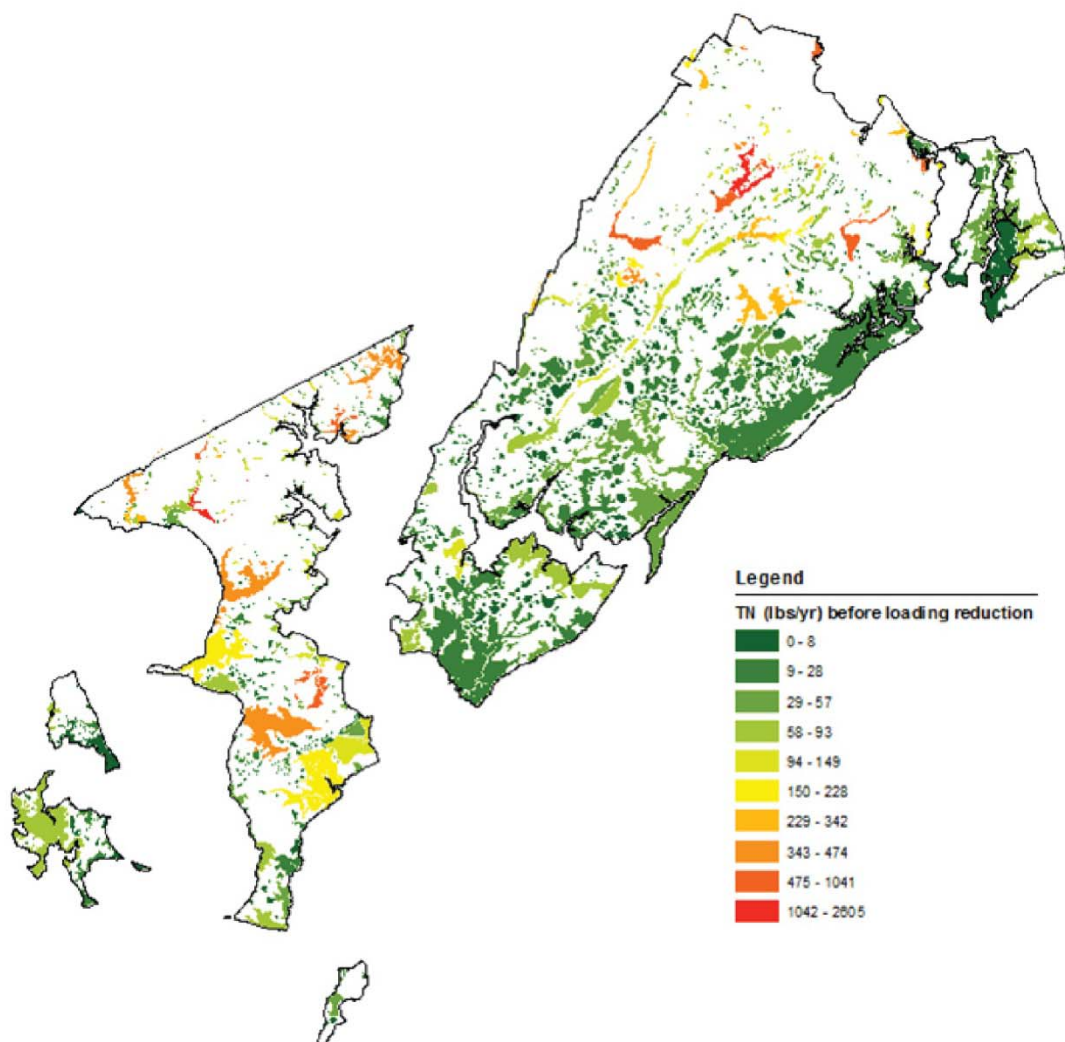 Legend
TN (lbs/yr) before loading reduction
0 - 8
9 - 28
29 - 57
58 - 93
94 - 149
150 - 228
229 - 342
343 - 474
475 - 1041
1042 - 2605